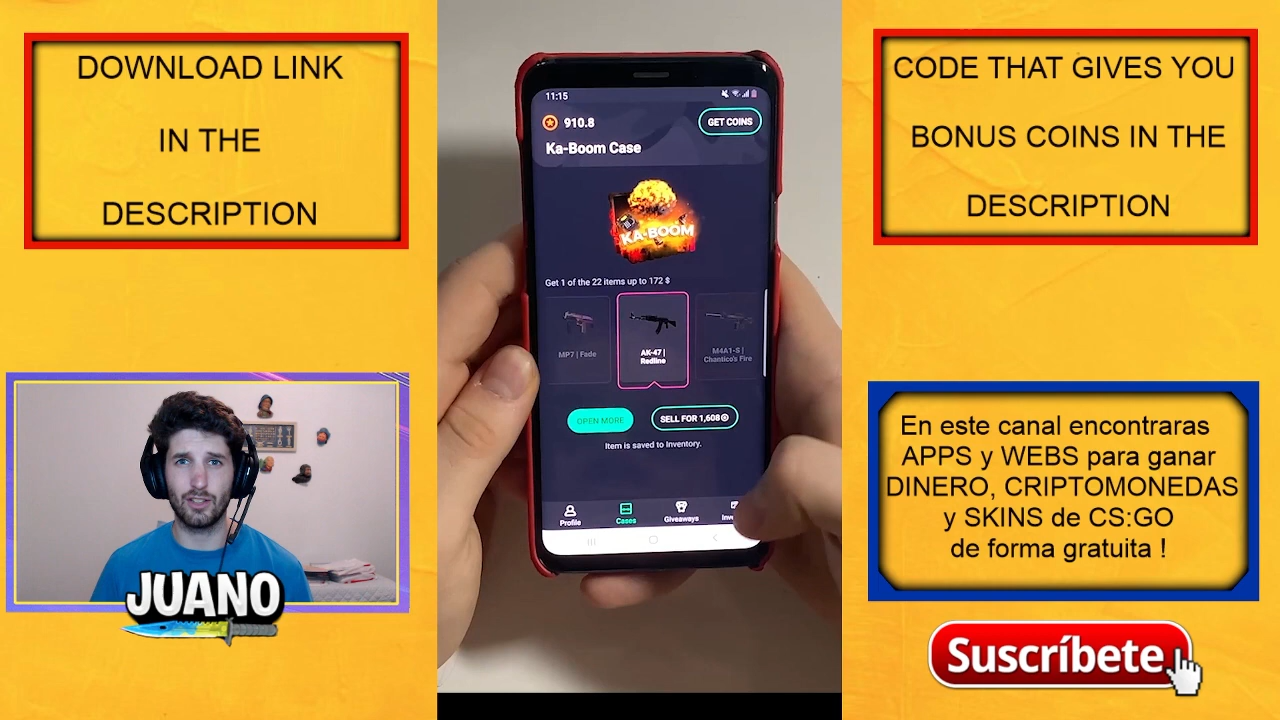 DOWNLOAD LINK
IN THE
DESCRIPTION
CODE THAT GIVES YOU
BONUS COINS IN THE
DESCRIPTION
11:15
910.8
GET COINS
Ka-Boom Case
KA-BOOM
Get 1 of the 22 items up to 172 $
MP7 | Fade
AK-47 |
Redline
M4A1-S |
Chantico's Fire
OPEN MORE
SELL FOR 1,608
Item is saved to Inventory.
Profile
Cases
Giveaways
JUANO
En este canal encontraras
APPS y WEBS para ganar
DINERO, CRIPTOMONEDAS
y SKINS de CS:GO
de forma gratuita !
Suscríbete